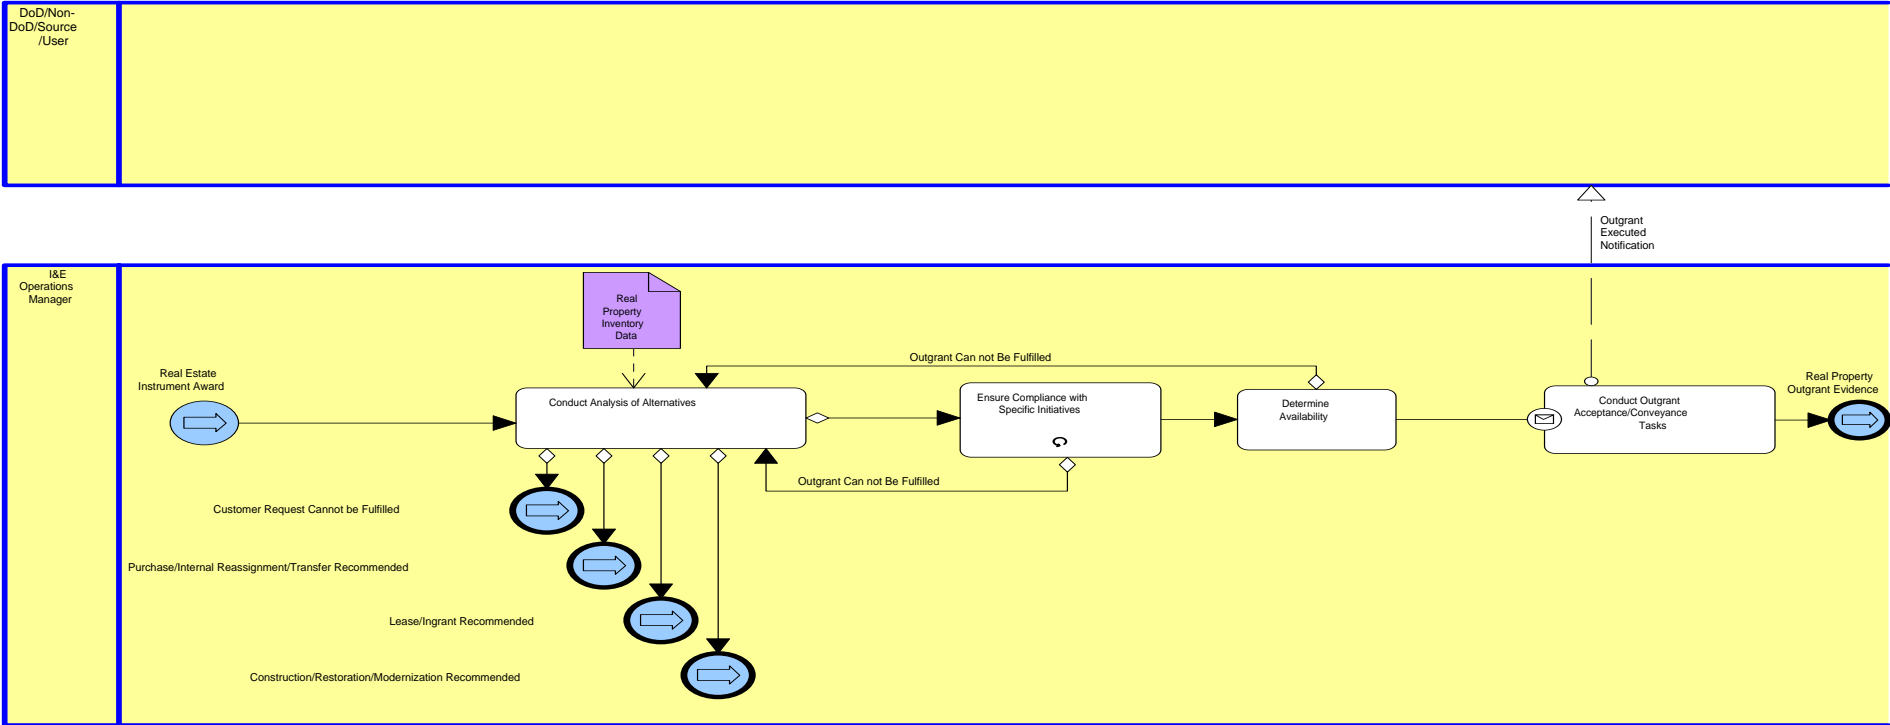 DoD/Non-
DoD/Source
/User
Outgrant
Executed
Notification
I&E
Operations
Manager
Real
Property
Inventory
Data
Outgrant Can not Be Fulfilled
Real Estate
Instrument Award
Conduct Analysis of Alternatives
Ensure Compliance with
Specific Initiatives
Determine
Availability
Conduct Outgrant
Acceptance/Conveyance
Tasks
Real Property
Outgrant Evidence
Outgrant Can not Be Fulfilled
Customer Request Cannot be Fulfilled
Purchase/Internal Reassignment/Transfer Recommended
Lease/Ingrant Recommended
Construction/Restoration/Modernization Recommended